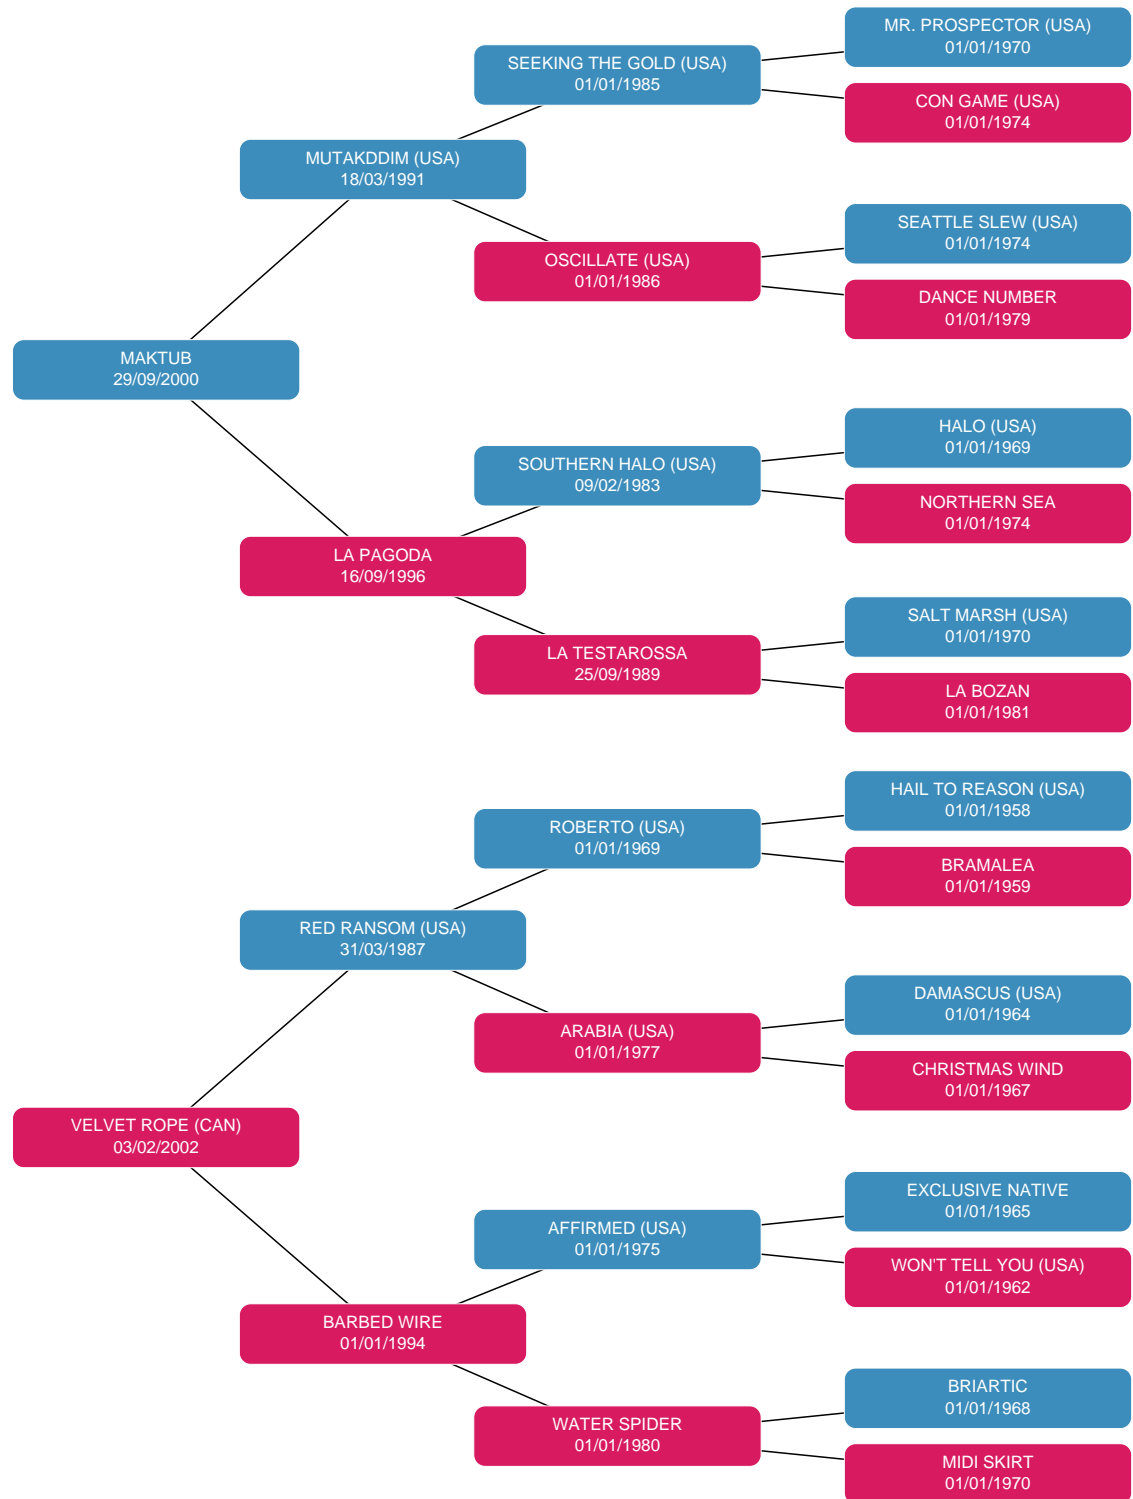 MR. PROSPECTOR (USA)
01/01/1970
SEEKING THE GOLD (USA)
01/01/1985
CON GAME (USA)
01/01/1974
MUTAKDDIM (USA)
18/03/1991
SEATTLE SLEW (USA)
01/01/1974
OSCILLATE (USA)
01/01/1986
DANCE NUMBER
01/01/1979
MAKTUB
29/09/2000
HALO (USA)
01/01/1969
SOUTHERN HALO (USA)
09/02/1983
NORTHERN SEA
01/01/1974
LA PAGODA
16/09/1996
SALT MARSH (USA)
01/01/1970
LA TESTAROSSA
25/09/1989
LA BOZAN
01/01/1981
HAIL TO REASON (USA)
01/01/1958
ROBERTO (USA)
01/01/1969
BRAMALEA
01/01/1959
RED RANSOM (USA)
31/03/1987
DAMASCUS (USA)
01/01/1964
ARABIA (USA)
01/01/1977
CHRISTMAS WIND
01/01/1967
VELVET ROPE (CAN)
03/02/2002
EXCLUSIVE NATIVE
01/01/1965
AFFIRMED (USA)
01/01/1975
WON'T TELL YOU (USA)
01/01/1962
BARBED WIRE
01/01/1994
BRIARTIC
01/01/1968
WATER SPIDER
01/01/1980
MIDI SKIRT
01/01/1970